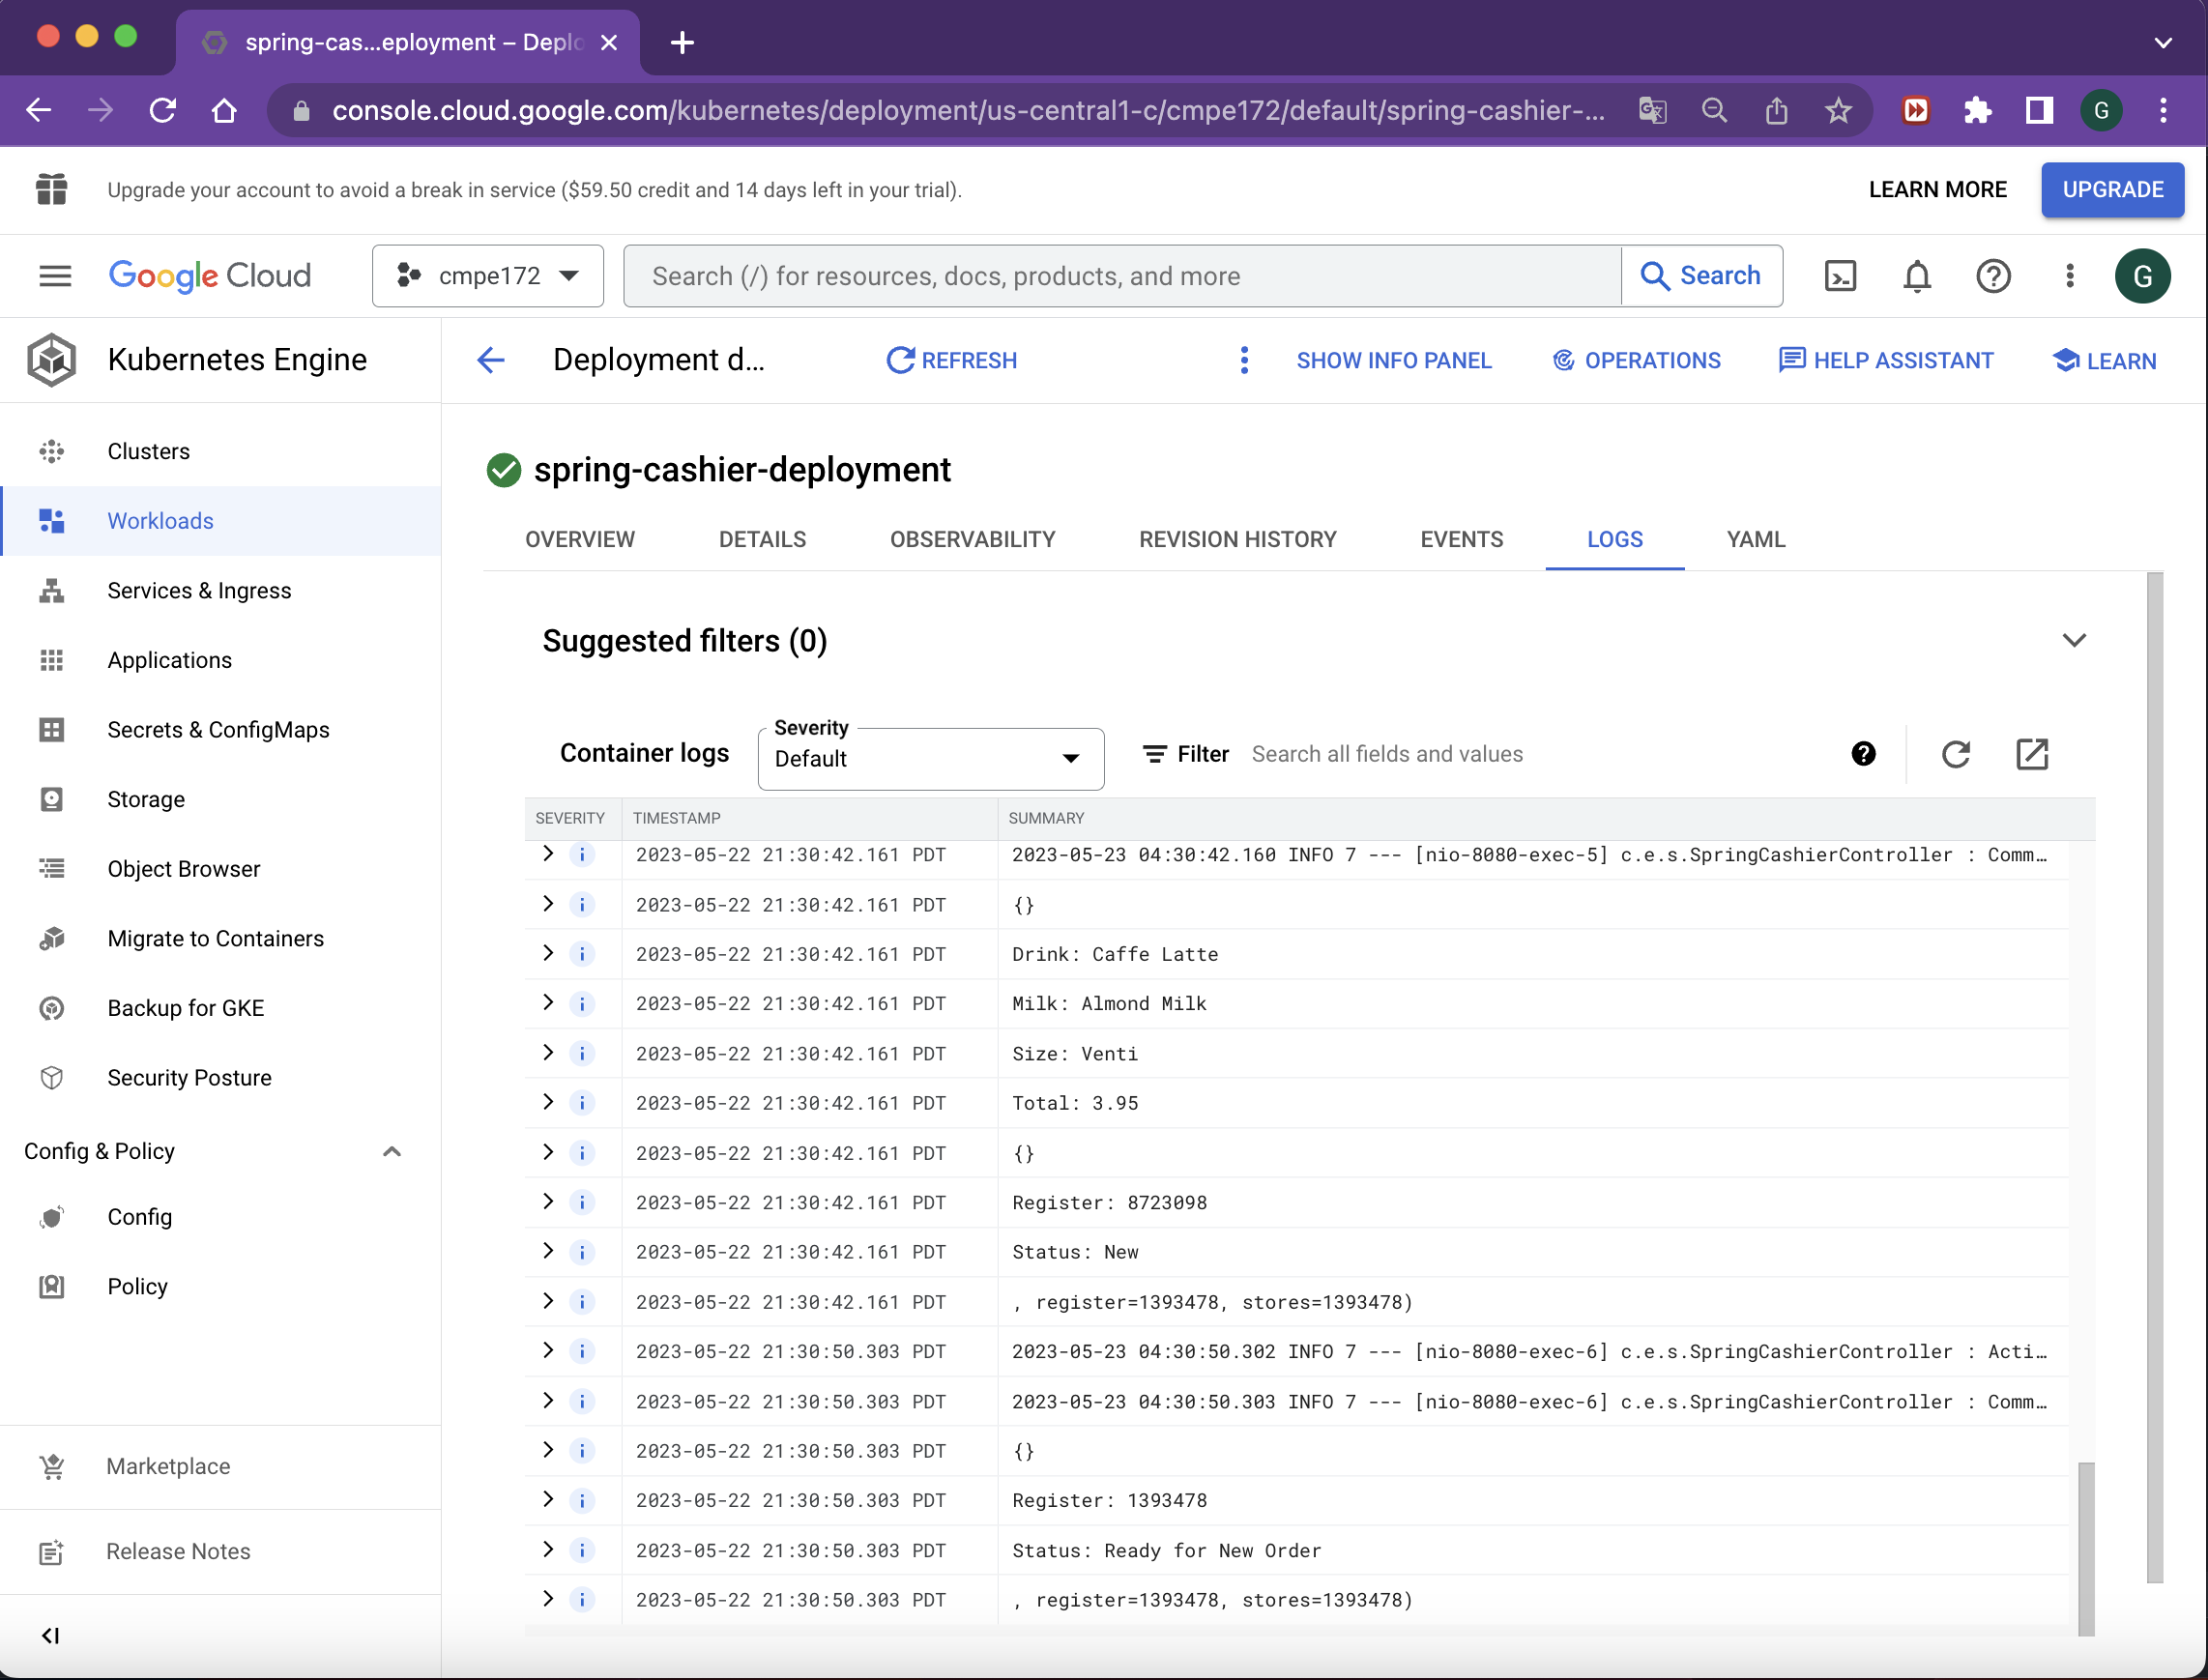 spring-cas...eployment – Deplo
console.cloud.google.com/kubernetes/deployment/us-central1-c/cmpe172/default/spring-cashier-...
G
Upgrade your account to avoid a break in service ($59.50 credit and 14 days left in your trial).
LEARN MORE
UPGRADE
Google Cloud
cmpe172
Search (/) for resources, docs, products, and more
Search
G
Kubernetes Engine
Deployment d...
REFRESH
SHOW INFO PANEL
OPERATIONS
HELP ASSISTANT
LEARN
Clusters
Workloads
Services & Ingress
Applications
Secrets & ConfigMaps
Storage
Object Browser
Migrate to Containers
Backup for GKE
Security Posture
Config & Policy
Config
Policy
Marketplace
Release Notes
spring-cashier-deployment
OVERVIEW DETAILS OBSERVABILITY REVISION HISTORY EVENTS LOGS YAML
Suggested filters (0)
Container logs
Severity
Default
Filter
Search all fields and values
SEVERITY TIMESTAMP SUMMARY
2023-05-22 21:30:42.161 PDT 2023-05-23 04:30:42.160 INFO 7 --- [nio-8080-exec-5] c.e.s.SpringCashierController : Comm...
2023-05-22 21:30:42.161 PDT {}
2023-05-22 21:30:42.161 PDT Drink: Caffe Latte
2023-05-22 21:30:42.161 PDT Milk: Almond Milk
2023-05-22 21:30:42.161 PDT Size: Venti
2023-05-22 21:30:42.161 PDT Total: 3.95
2023-05-22 21:30:42.161 PDT {}
2023-05-22 21:30:42.161 PDT Register: 8723098
2023-05-22 21:30:42.161 PDT Status: New
2023-05-22 21:30:42.161 PDT , register=1393478, stores=1393478)
2023-05-22 21:30:50.303 PDT 2023-05-23 04:30:50.302 INFO 7 --- [nio-8080-exec-6] c.e.s.SpringCashierController : Acti...
2023-05-22 21:30:50.303 PDT 2023-05-23 04:30:50.303 INFO 7 --- [nio-8080-exec-6] c.e.s.SpringCashierController : Comm...
2023-05-22 21:30:50.303 PDT {}
2023-05-22 21:30:50.303 PDT Register: 1393478
2023-05-22 21:30:50.303 PDT Status: Ready for New Order
2023-05-22 21:30:50.303 PDT , register=1393478, stores=1393478)